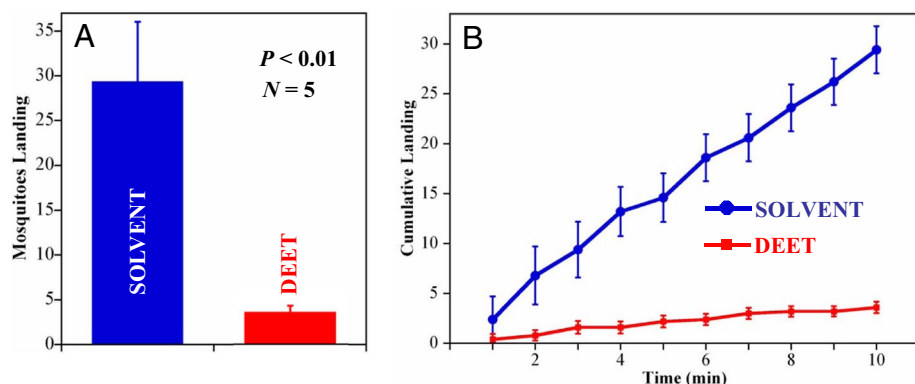 A
P < 0.01
N = 5
Mosquitoes Landing
35
30
25
20
15
10
5
0
SOLVENT
DEET
B
Cumulative Landing
30
25
20
15
10
5
0
SOLVENT
DEET
2
4
6
8
10
Time (min)